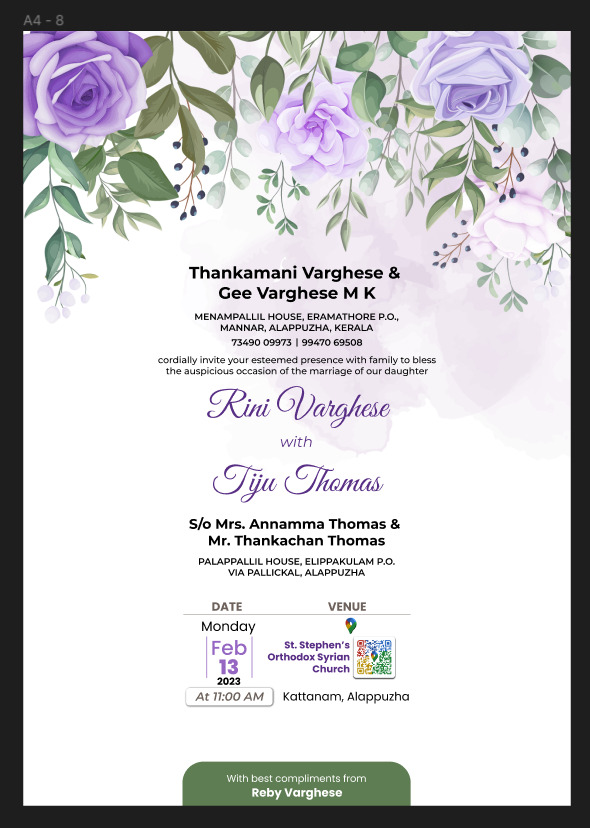 A4 - 8
Thankamani Varghese &
Gee Varghese M K
MENAMPALLIL HOUSE, ERAMATHORE P.O.,
MANNAR, ALAPPUZHA, KERALA
73490 09973 | 99470 69508
cordially invite your esteemed presence with family to bless
the auspicious occasion of the marriage of our daughter
Rini Varghese
with
Tiju Thomas
S/o Mrs. Annamma Thomas &
Mr. Thankachan Thomas
PALAPPALLIL HOUSE, ELIPPAKULAM P.O.
VIA PALLICKAL, ALAPPUZHA
DATE
Monday
Feb
13
2023
At 11:00 AM
VENUE
St. Stephen's
Orthodox Syrian
Church
Kattanam, Alappuzha
With best compliments from
Reby Varghese